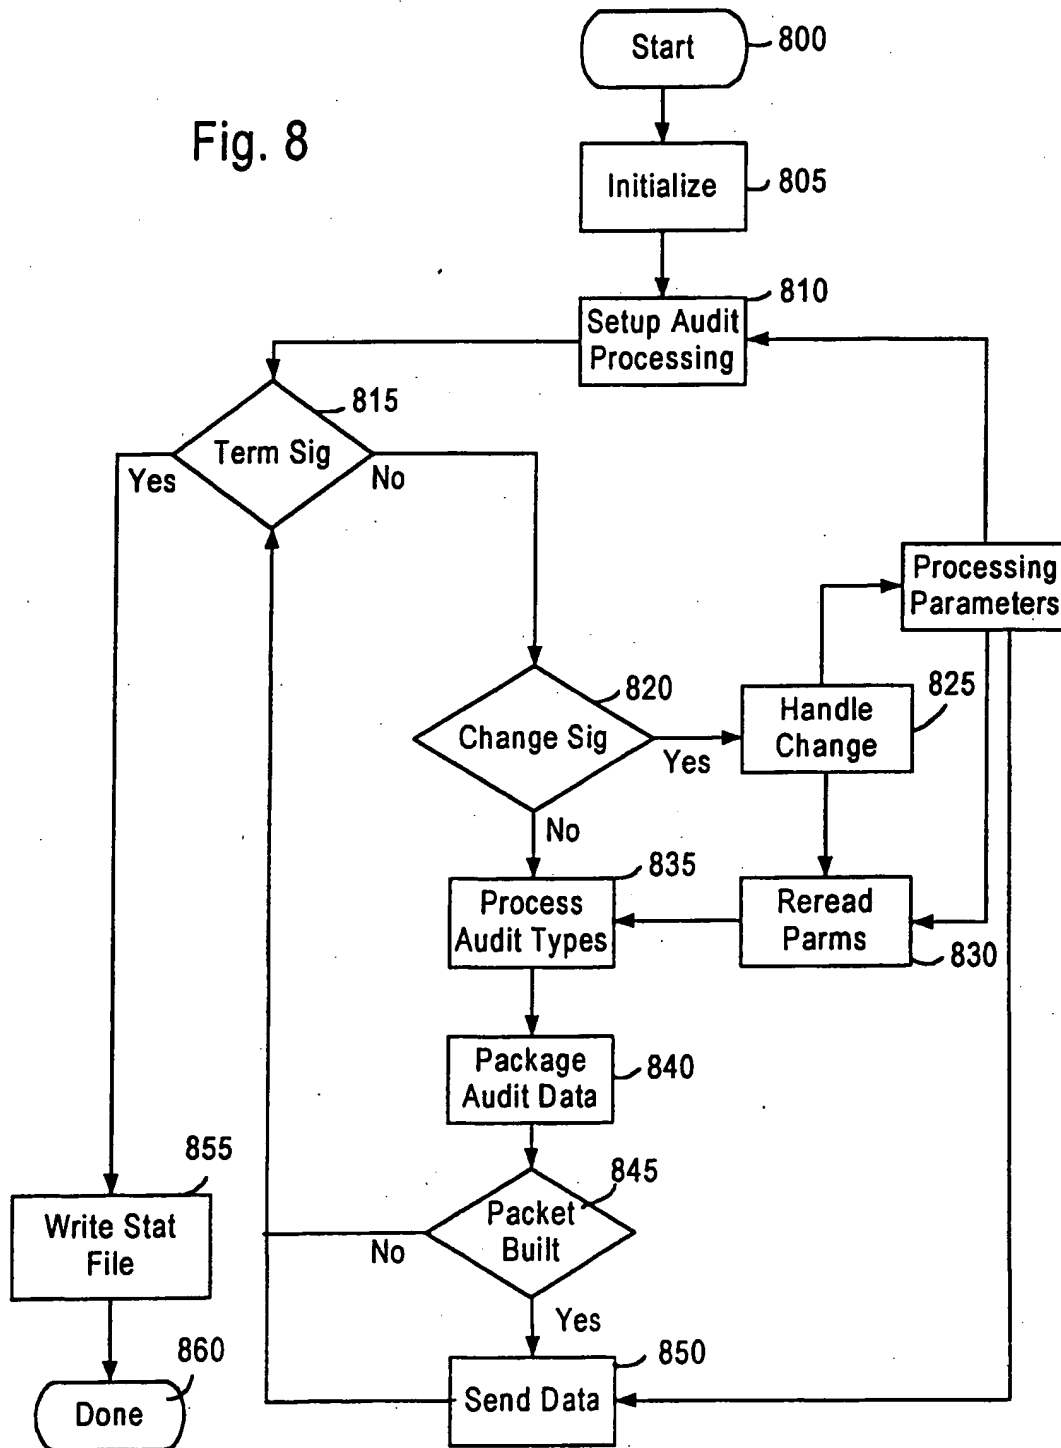 Fig. 8
Start
800
Initialize
805
810
Setup Audit
Processing
815
Term Sig
Yes
No
Processing
Parameters
820
Change Sig
Yes
No
825
Handle
Change
835
Process
Audit Types
Reread
Parms
830
Package
Audit Data
840
845
Packet
Built
No
Yes
855
Write Stat
File
850
Send Data
860
Done